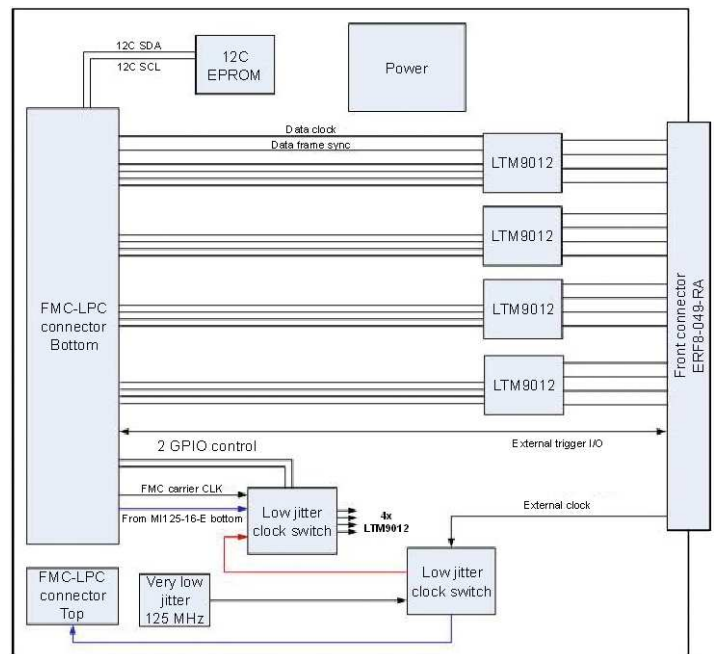 12C SDA
12C SCL
12C
EPROM
Power
Data clock
Data frame sync
LTM9012
LTM9012
LTM9012
LTM9012
FMC-LPC
connector
Bottom
Front connector
ERF8-049-RA
External trigger I/O
2 GPIO control
FMC carrier CLK
From MI125-16-E bottom
Low jitter
clock switch
4x
LTM9012
External clock
Low jitter
clock switch
FMC-LPC
connector
Top
Very low
jitter
125 MHz